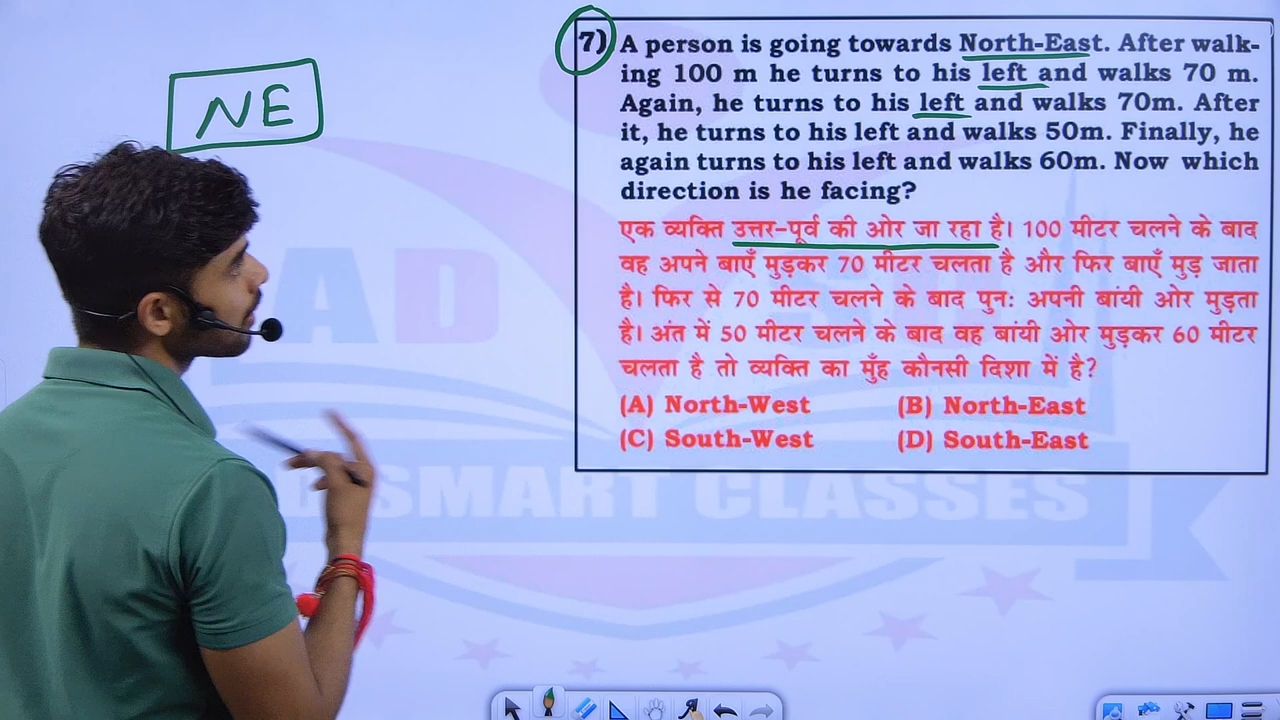 NE
7) A person is going towards North-East. After walk-
ing 100 m he turns to his left and walks 70 m.
Again, he turns to his left and walks 70m. After
it, he turns to his left and walks 50m. Finally, he
again turns to his left and walks 60m. Now which
direction is he facing?
एक व्यक्ति उत्तर-पूर्व की ओर जा रहा है। 100 मीटर चलने के बाद
वह अपने बाएँ मुड़कर 70 मीटर चलता है और फिर बाएँ मुड़ जाता
है। फिर से 70 मीटर चलने के बाद पुनः अपनी बांयी ओर मुड़ता
है। अंत में 50 मीटर चलने के बाद वह बांयी ओर मुड़कर 60 मीटर
चलता है तो व्यक्ति का मुँह कौनसी दिशा में है?
(A) North-West (B) North-East
(C) South-West (D) South-East
SMART CLASSES